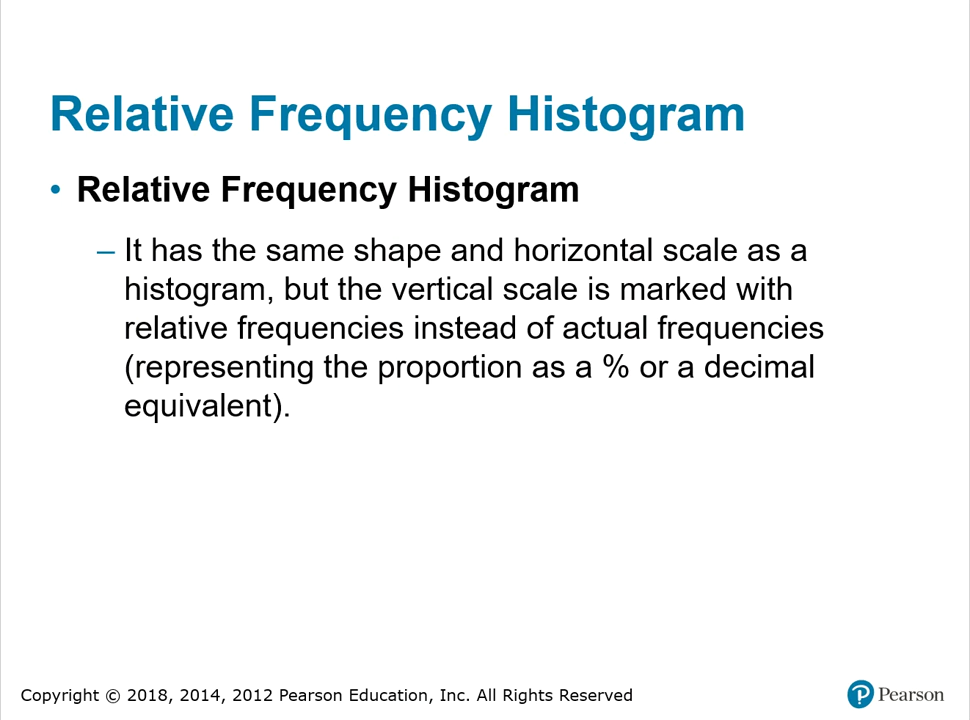 Relative Frequency Histogram
• Relative Frequency Histogram
– It has the same shape and horizontal scale as a
histogram, but the vertical scale is marked with
relative frequencies instead of actual frequencies
(representing the proportion as a % or a decimal
equivalent).
Copyright © 2018, 2014, 2012 Pearson Education, Inc. All Rights Reserved
P Pearson